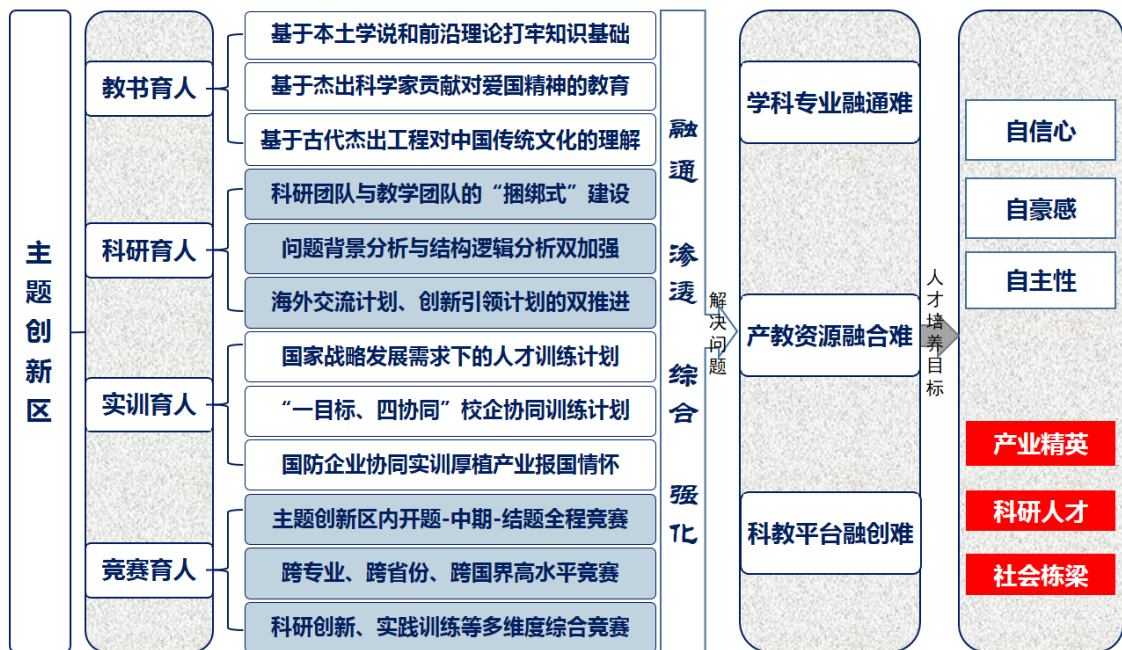 主题创新区
教书育人
基于本土学说和前沿理论打牢知识基础
基于杰出科学家贡献对爱国精神的教育
基于古代杰出工程对中国传统文化的理解
科研育人
科研团队与教学团队的“捆绑式”建设
问题背景分析与结构逻辑分析双加强
海外交流计划、创新引领计划的双推进
实训育人
国家战略发展需求下的人才训练计划
“一目标、四协同”校企协同训练计划
国防企业协同实训厚植产业报国情怀
竞赛育人
主题创新区内开题-中期-结题全程竞赛
跨专业、跨省份、跨国界高水平竞赛
科研创新、实践训练等多维度综合竞赛
融通
渗透
综合
强化
解决问题
学科专业融通难
产教资源融合难
科教平台融创难
人才培养目标
自信心
自豪感
自主性
产业精英
科研人才
社会栋梁